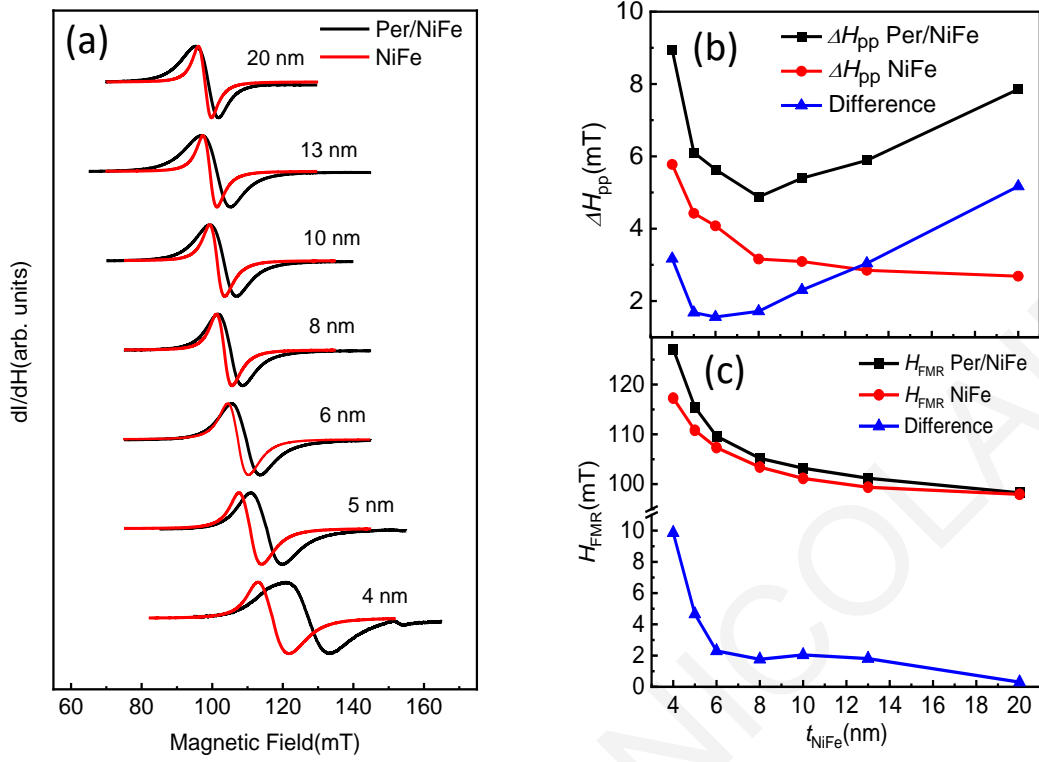 (a)
Per/NiFe
NiFe
20 nm
13 nm
10 nm
8 nm
6 nm
5 nm
4 nm
dI/dH(arb. units)
60 80 100 120 140 160
Magnetic Field(mT)
(b)
ΔHpp Per/NiFe
ΔHpp NiFe
Difference
10
8
6
4
2
ΔHpp(mT)
(c)
HFMR Per/NiFe
HFMR NiFe
Difference
120
110
100
10
8
6
4
2
0
HFMR(mT)
4 6 8 10 12 14 16 18 20
tNiFe(nm)
NICOLA